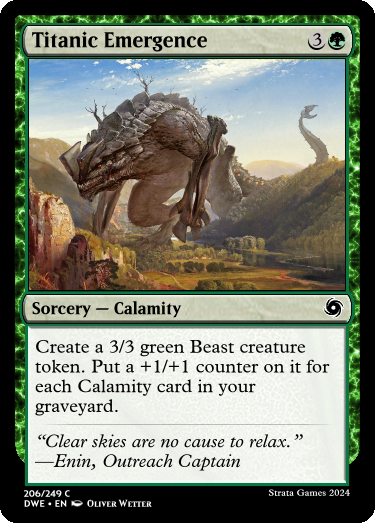 Titanic Emergence 3
Sorcery — Calamity
Create a 3/3 green Beast creature
token. Put a +1/+1 counter on it for
each Calamity card in your
graveyard.
“Clear skies are no cause to relax.”
—Enin, Outreach Captain
206/249 C
DWE • EN Oliver Wetter
Strata Games 2024